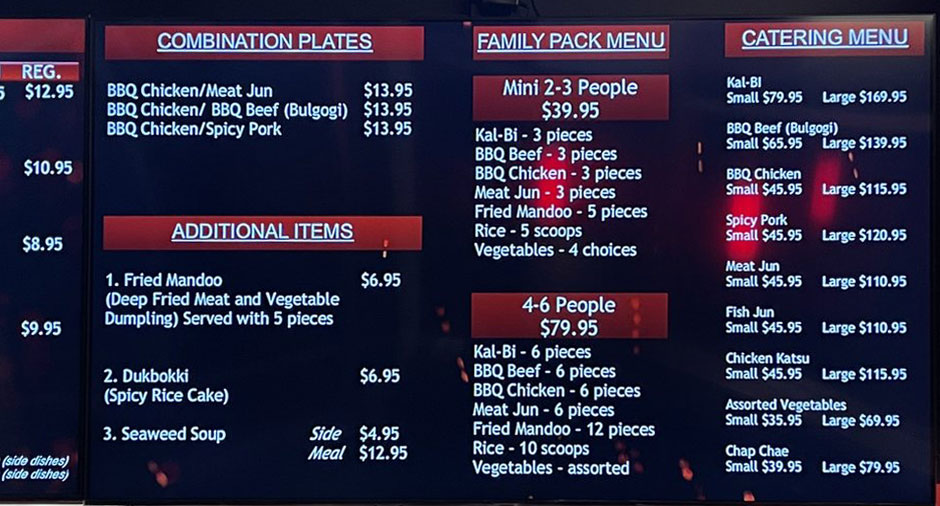 REG.
5 $12.95
$10.95
$8.95
$9.95
(side dishes)
(side dishes)
COMBINATION PLATES
BBQ Chicken/Meat Jun $13.95
BBQ Chicken/ BBQ Beef (Bulgogi) $13.95
BBQ Chicken/Spicy Pork $13.95
ADDITIONAL ITEMS
1. Fried Mandoo $6.95
(Deep Fried Meat and Vegetable
Dumpling) Served with 5 pieces
2. Dukbokki $6.95
(Spicy Rice Cake)
3. Seaweed Soup Side $4.95
Meal $12.95
FAMILY PACK MENU
Mini 2-3 People
$39.95
Kal-Bi - 3 pieces
BBQ Beef - 3 pieces
BBQ Chicken - 3 pieces
Meat Jun - 3 pieces
Fried Mandoo - 5 pieces
Rice - 5 scoops
Vegetables - 4 choices
4-6 People
$79.95
Kal-Bi - 6 pieces
BBQ Beef - 6 pieces
BBQ Chicken - 6 pieces
Meat Jun - 6 pieces
Fried Mandoo - 12 pieces
Rice - 10 scoops
Vegetables - assorted
CATERING MENU
Kal-BI
Small $79.95 Large $169.95
BBQ Beef (Bulgogi)
Small $65.95 Large $139.95
BBQ Chicken
Small $45.95 Large $115.95
Spicy Pork
Small $45.95 Large $120.95
Meat Jun
Small $45.95 Large $110.95
Fish Jun
Small $45.95 Large $110.95
Chicken Katsu
Small $45.95 Large $115.95
Assorted Vegetables
Small $35.95 Large $69.95
Chap Chae
Small $39.95 Large $79.95